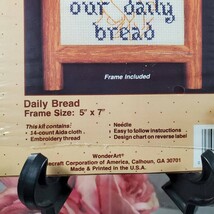 our daily
bread
Frame Included
Daily Bread
Frame Size: 5" x 7"
This kit contains:
• 14-count Aida cloth
• Embroidery thread
• Needle
• Easy to follow instructions
• Design chart on reverse label
WonderArt®
ecraft Corporation of America, Calhoun, GA 30701
Made & Printed in the U.S.A.